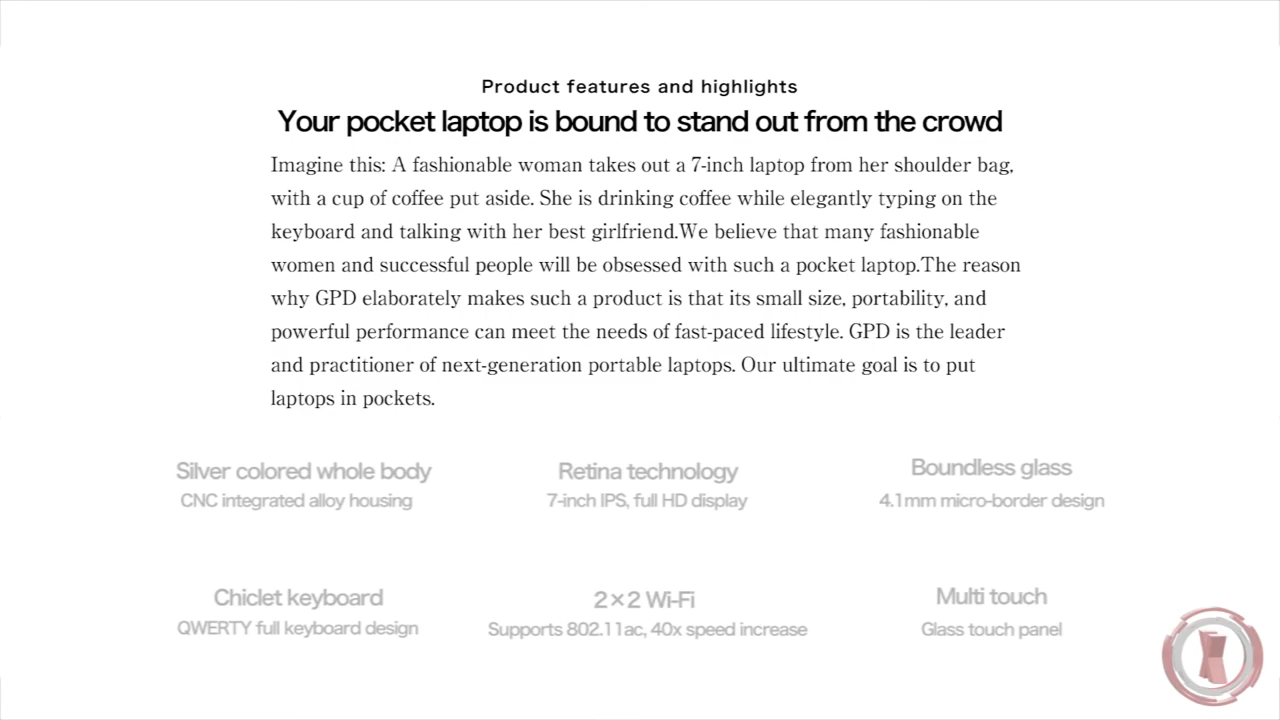 Product features and highlights
Your pocket laptop is bound to stand out from the crowd
Imagine this: A fashionable woman takes out a 7-inch laptop from her shoulder bag,
with a cup of coffee put aside. She is drinking coffee while elegantly typing on the
keyboard and talking with her best girlfriend.We believe that many fashionable
women and successful people will be obsessed with such a pocket laptop.The reason
why GPD elaborately makes such a product is that its small size, portability, and
powerful performance can meet the needs of fast-paced lifestyle. GPD is the leader
and practitioner of next-generation portable laptops. Our ultimate goal is to put
laptops in pockets.
Silver colored whole body
CNC integrated alloy housing
Retina technology
7-inch IPS, full HD display
Boundless glass
4.1mm micro-border design
Chiclet keyboard
QWERTY full keyboard design
2×2 Wi-Fi
Supports 802.11ac, 40x speed increase
Multi touch
Glass touch panel